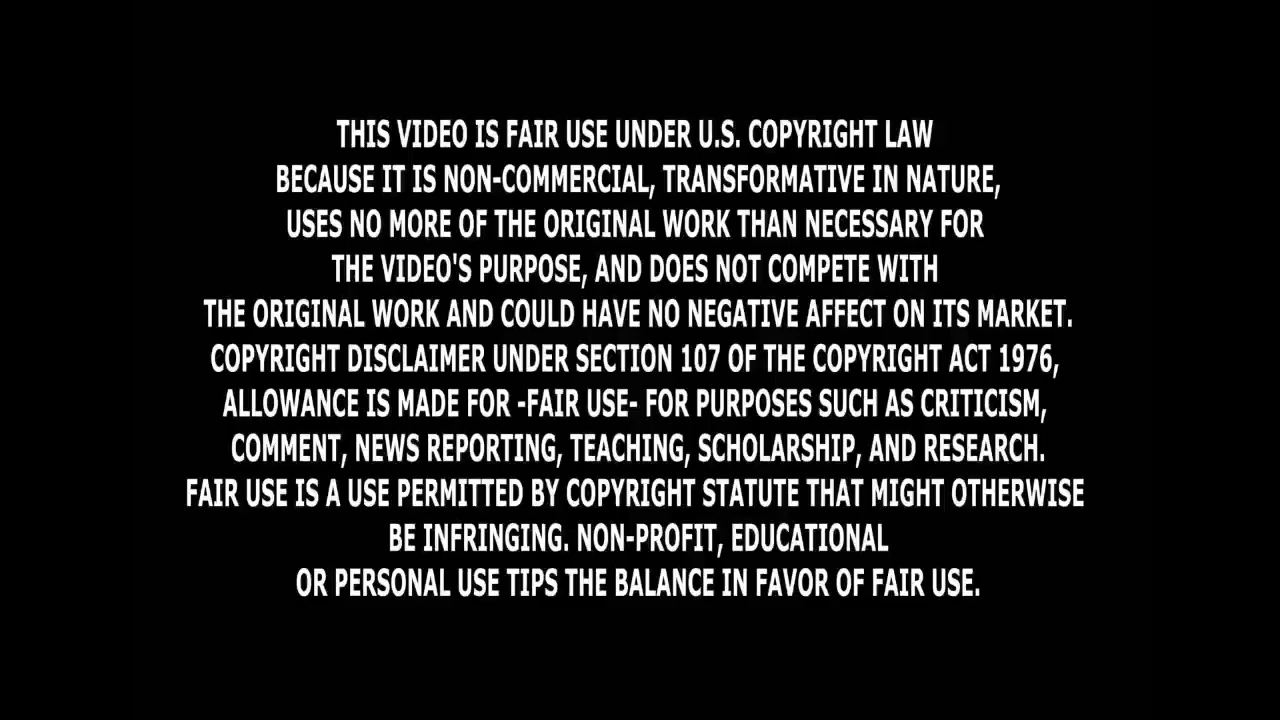 THIS VIDEO IS FAIR USE UNDER U.S. COPYRIGHT LAW
BECAUSE IT IS NON-COMMERCIAL, TRANSFORMATIVE IN NATURE,
USES NO MORE OF THE ORIGINAL WORK THAN NECESSARY FOR
THE VIDEO'S PURPOSE, AND DOES NOT COMPETE WITH
THE ORIGINAL WORK AND COULD HAVE NO NEGATIVE AFFECT ON ITS MARKET.
COPYRIGHT DISCLAIMER UNDER SECTION 107 OF THE COPYRIGHT ACT 1976,
ALLOWANCE IS MADE FOR -FAIR USE- FOR PURPOSES SUCH AS CRITICISM,
COMMENT, NEWS REPORTING, TEACHING, SCHOLARSHIP, AND RESEARCH.
FAIR USE IS A USE PERMITTED BY COPYRIGHT STATUTE THAT MIGHT OTHERWISE
BE INFRINGING. NON-PROFIT, EDUCATIONAL
OR PERSONAL USE TIPS THE BALANCE IN FAVOR OF FAIR USE.